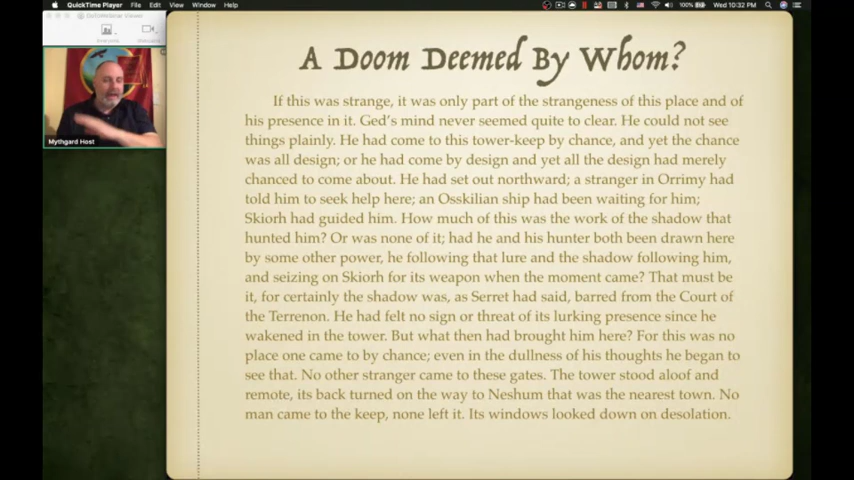 QuickTime Player File Edit View Window Help
100%
Wed 10:32 PM
GoToWebinar Viewer
Mythgard Host
A Doom Deemed By Whom?
If this was strange, it was only part of the strangeness of this place and of
his presence in it. Ged's mind never seemed quite to clear. He could not see
things plainly. He had come to this tower-keep by chance, and yet the chance
was all design; or he had come by design and yet all the design had merely
chanced to come about. He had set out northward; a stranger in Orrimy had
told him to seek help here; an Osskilian ship had been waiting for him;
Skiorh had guided him. How much of this was the work of the shadow that
hunted him? Or was none of it; had he and his hunter both been drawn here
by some other power, he following that lure and the shadow following him,
and seizing on Skiorh for its weapon when the moment came? That must be
it, for certainly the shadow was, as Serret had said, barred from the Court of
the Terrenon. He had felt no sign or threat of its lurking presence since he
wakened in the tower. But what then had brought him here? For this was no
place one came to by chance; even in the dullness of his thoughts he began to
see that. No other stranger came to these gates. The tower stood aloof and
remote, its back turned on the way to Neshum that was the nearest town. No
man came to the keep, none left it. Its windows looked down on desolation.